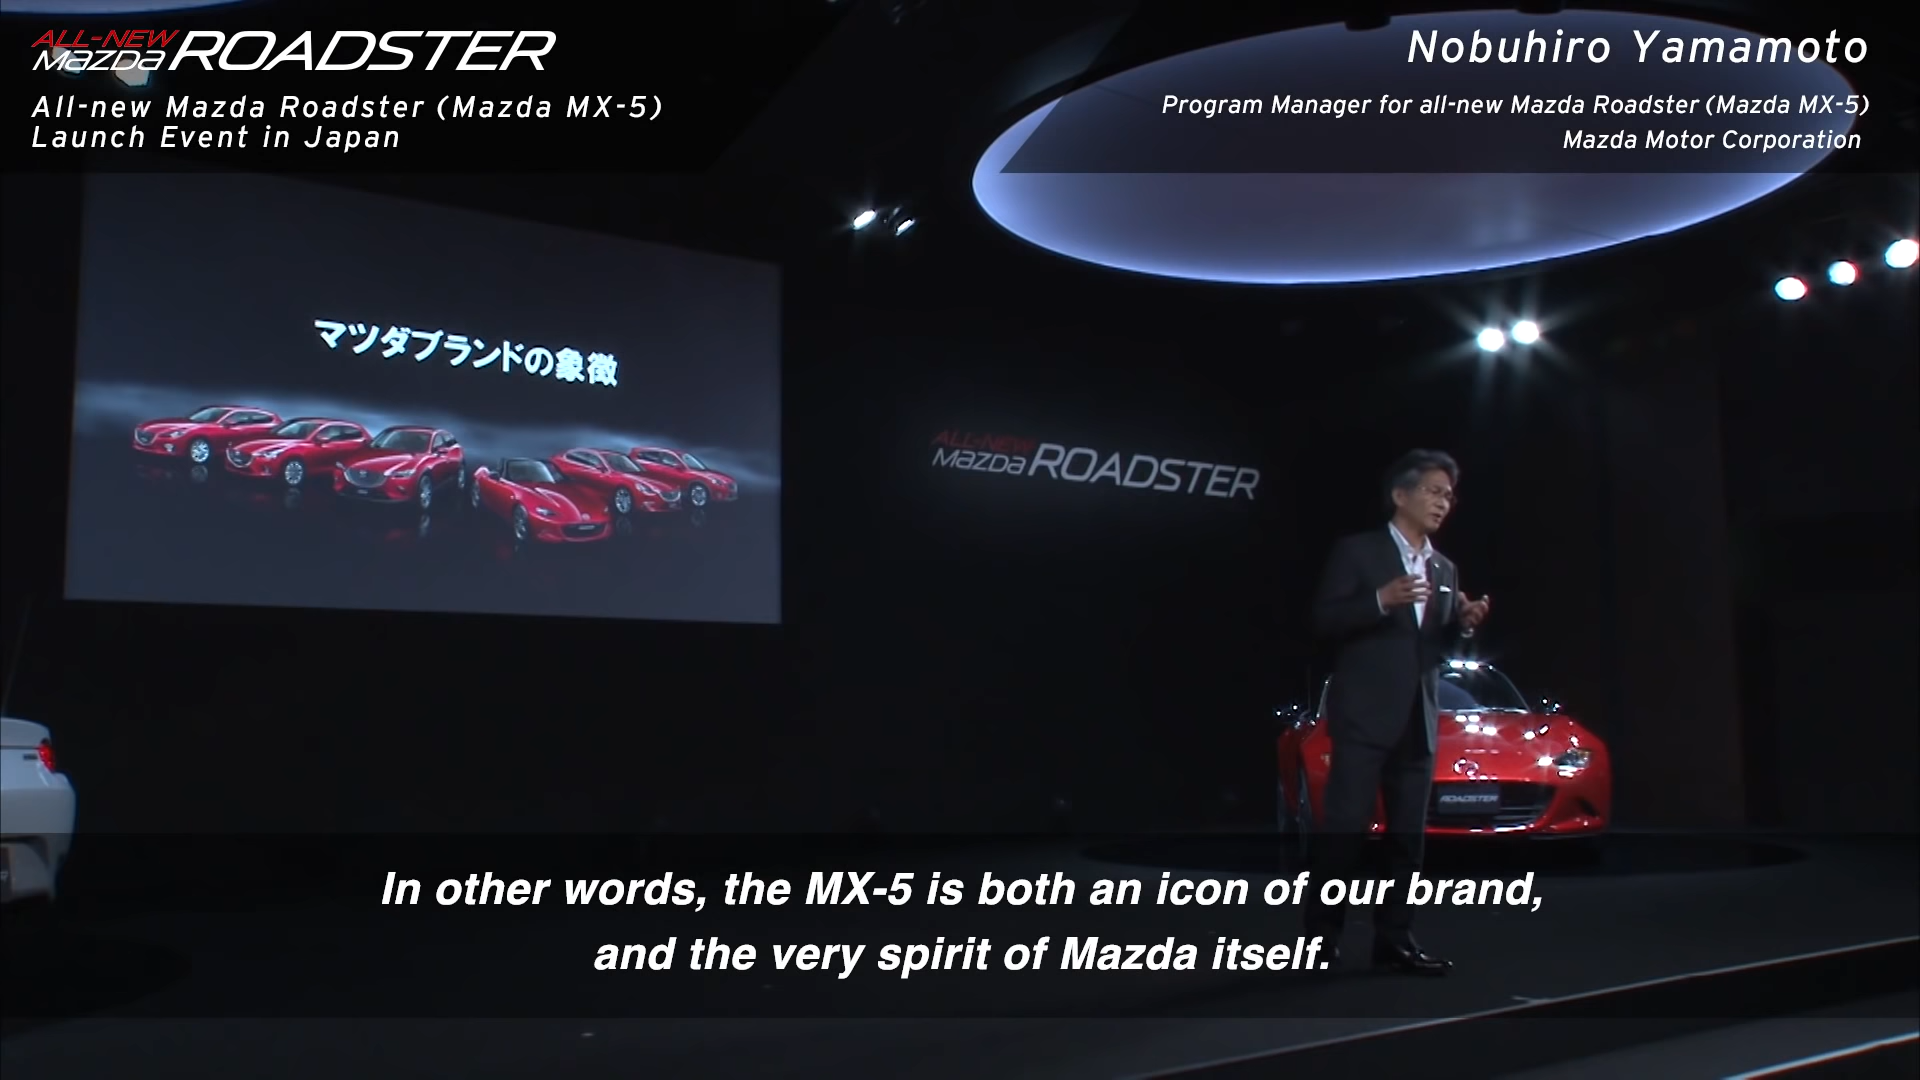 ALL-NEW
Mazda ROADSTER
All-new Mazda Roadster (Mazda MX-5)
Launch Event in Japan
Nobuhiro Yamamoto
Program Manager for all-new Mazda Roadster (Mazda MX-5)
Mazda Motor Corporation
マツダブランドの象徴
ALL-NEW
Mazda ROADSTER
ROADSTER
In other words, the MX-5 is both an icon of our brand,
and the very spirit of Mazda itself.